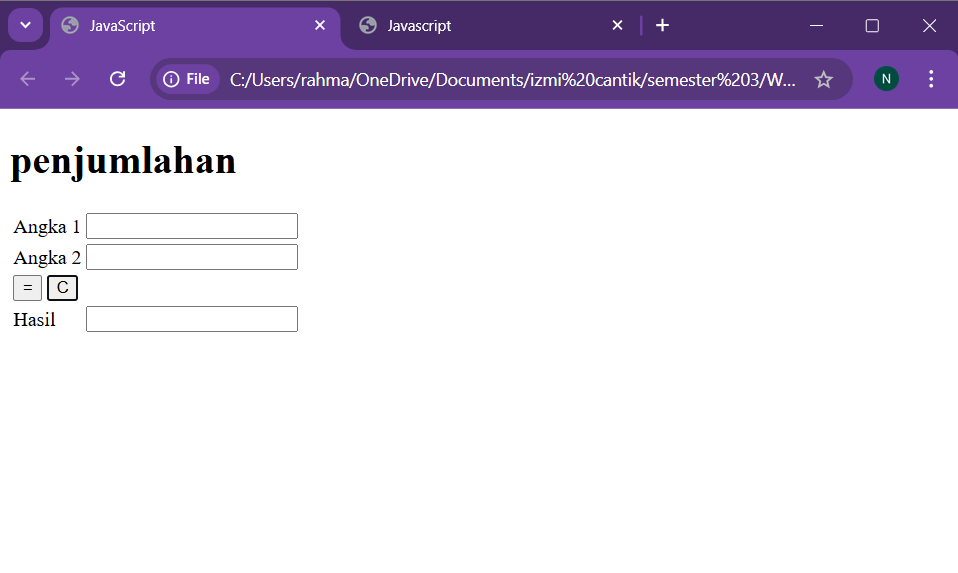 JavaScript
Javascript
File
C:/Users/rahma/OneDrive/Documents/izmi%20cantik/semester%203/W...
N
penjumlahan
Angka 1
Angka 2
= C
Hasil